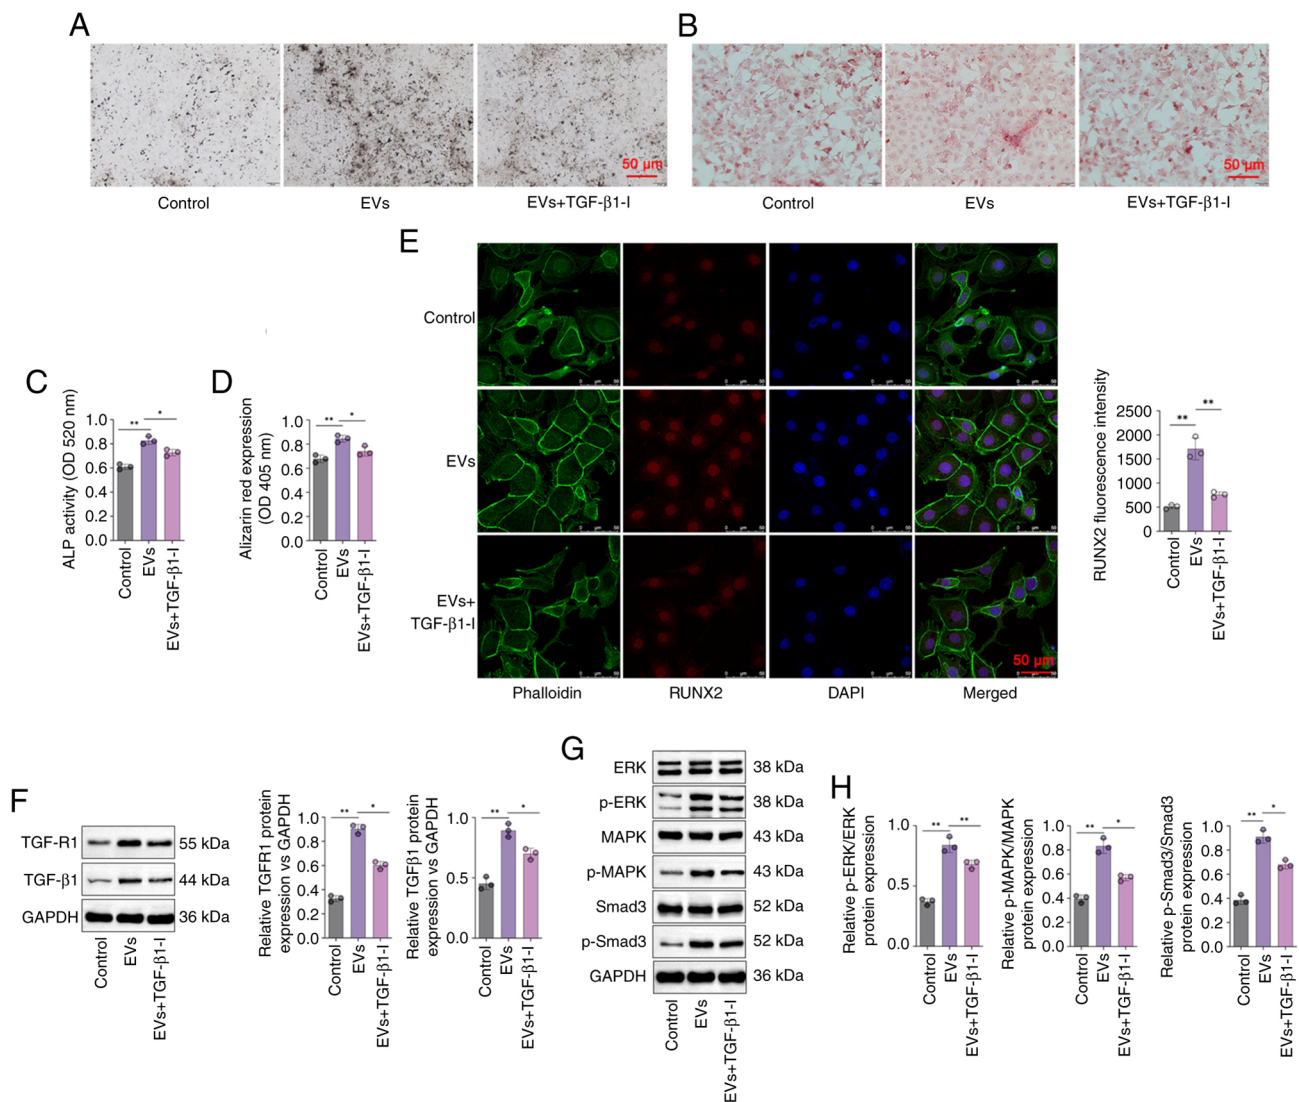 A
B
50 µm
50 µm
Control
EVs
EVs+TGF-β1-I
Control
EVs
EVs+TGF-β1-I
E
Control
EVs
EVs+
TGF-β1-I
50 µm
Phalloidin
RUNX2
DAPI
Merged
RUNX2 fluorescence intensity
2500
2000
1500
1000
500
0
**
**
Control
EVs
EVs+TGF-β1-I
C
ALP activity (OD 520 nm)
1.0
0.8
0.6
0.4
0.2
0.0
**
*
Control
EVs
EVs+TGF-β1-I
D
Alizarin red expression
(OD 405 nm)
1.0
0.8
0.6
0.4
0.2
0.0
**
*
Control
EVs
EVs+TGF-β1-I
F
TGF-R1
55 kDa
TGF-β1
44 kDa
GAPDH
36 kDa
Control
EVs
EVs+TGF-β1-I
Relative TGFR1 protein
expression vs GAPDH
1.0
0.8
0.6
0.4
0.2
0.0
**
*
Control
EVs
EVs+TGF-β1-I
Relative TGFβ1 protein
expression vs GAPDH
1.0
0.5
0.0
**
*
Control
EVs
EVs+TGF-β1-I
G
ERK
38 kDa
p-ERK
38 kDa
MAPK
43 kDa
p-MAPK
43 kDa
Smad3
52 kDa
p-Smad3
52 kDa
GAPDH
36 kDa
Control
EVs
EVs+TGF-β1-I
H
Relative p-ERK/ERK
protein expression
1.0
0.5
0.0
**
**
Control
EVs
EVs+TGF-β1-I
Relative p-MAPK/MAPK
protein expression
1.0
0.8
0.6
0.4
0.2
0.0
**
*
Control
EVs
EVs+TGF-β1-I
Relative p-Smad3/Smad3
protein expression
1.0
0.8
0.6
0.4
0.2
0.0
**
*
Control
EVs
EVs+TGF-β1-I